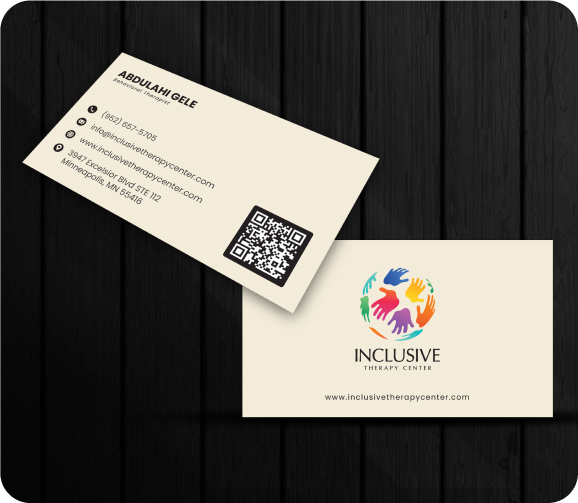 ABDULAHI GELE
Behavioral Therapist
(952) 657-5705
info@inclusivetherapycenter.com
www.inclusivetherapycenter.com
3947 Excelsior Blvd STE 112
Minneapolis, MN 55416
INCLUSIVE
THERAPY CENTER
www.inclusivetherapycenter.com